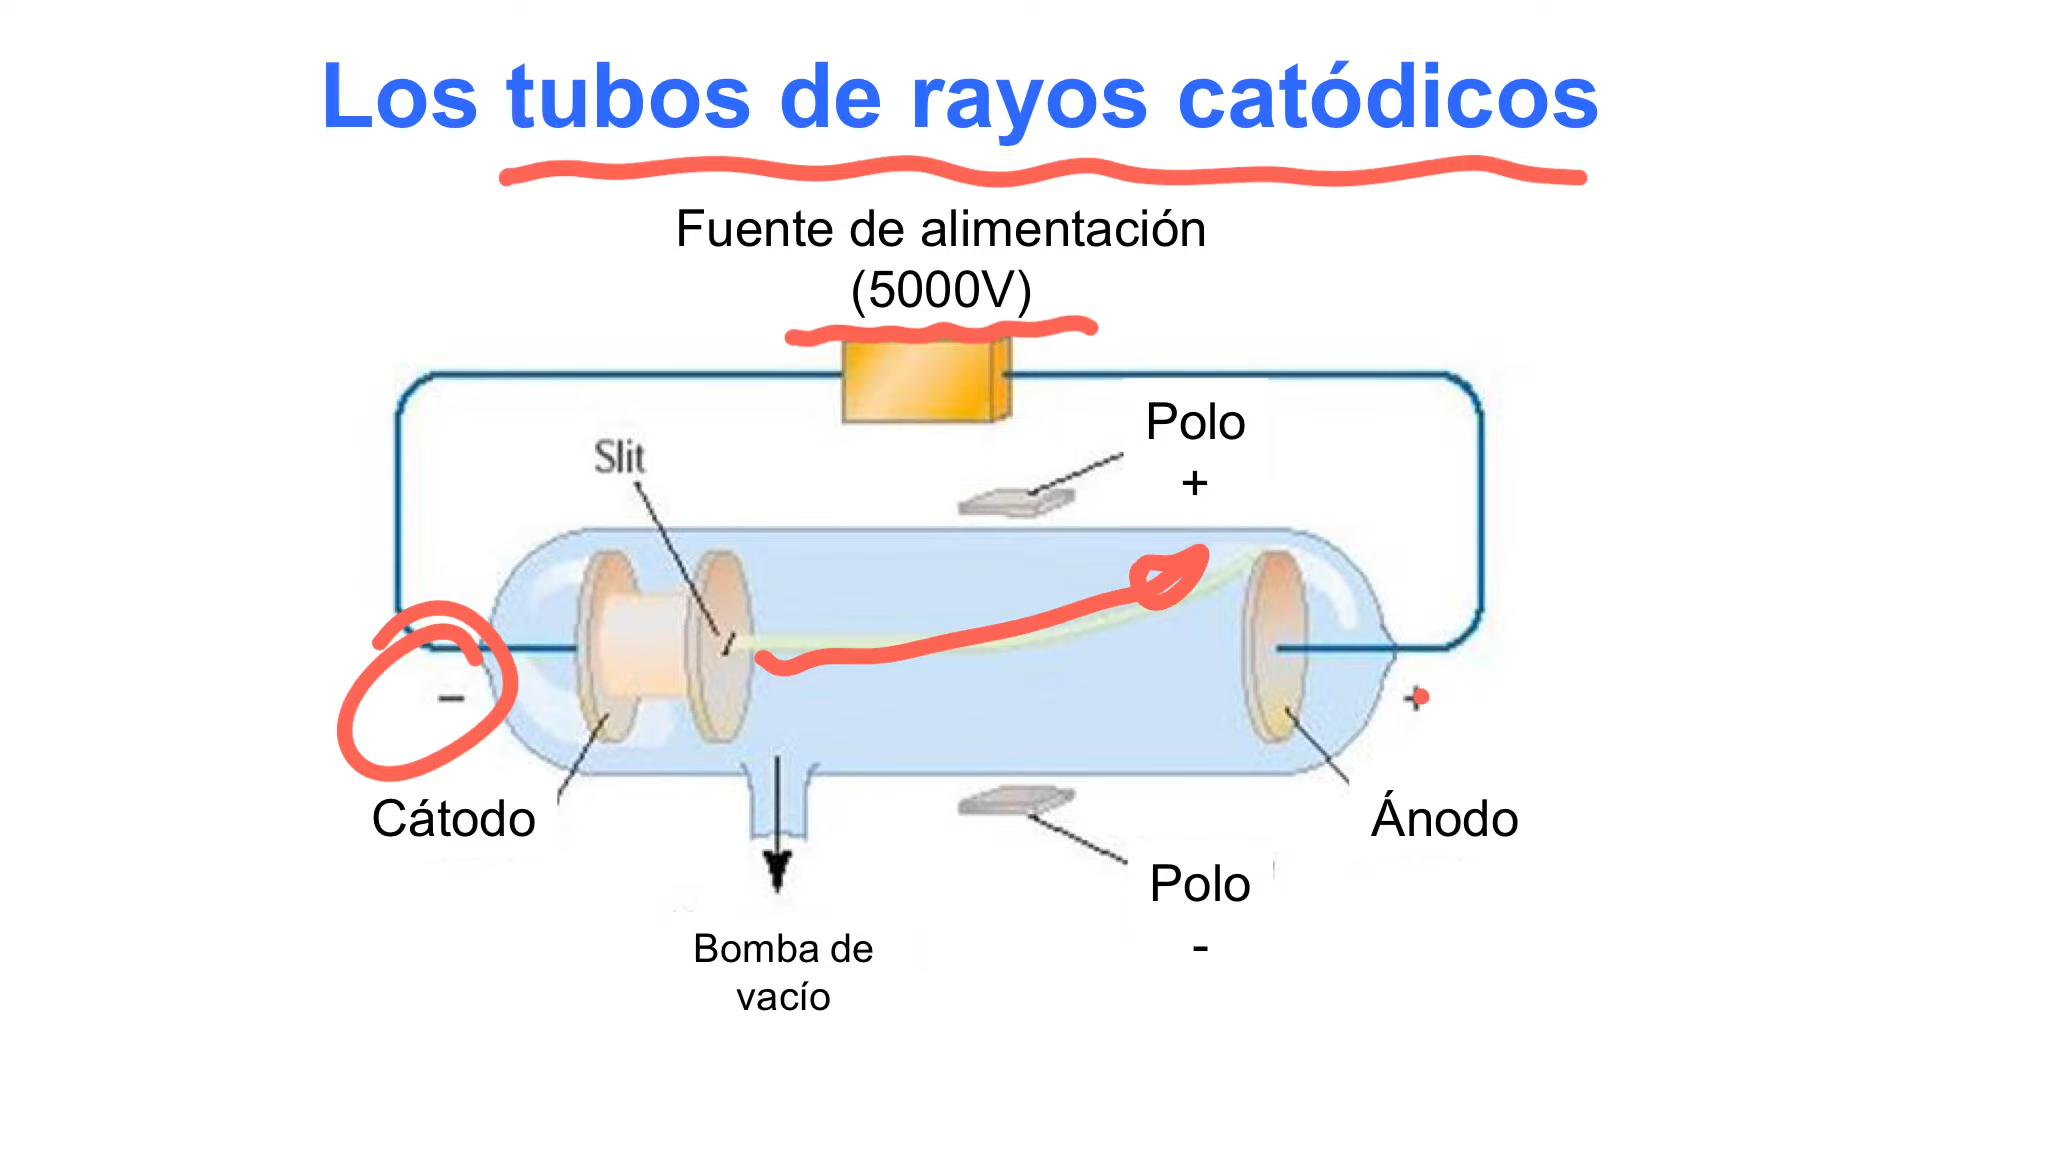 Los tubos de rayos catódicos
Fuente de alimentación
(5000V)
Polo
+
Slit
–
+
Cátodo
Ánodo
Polo
-
Bomba de
vacío